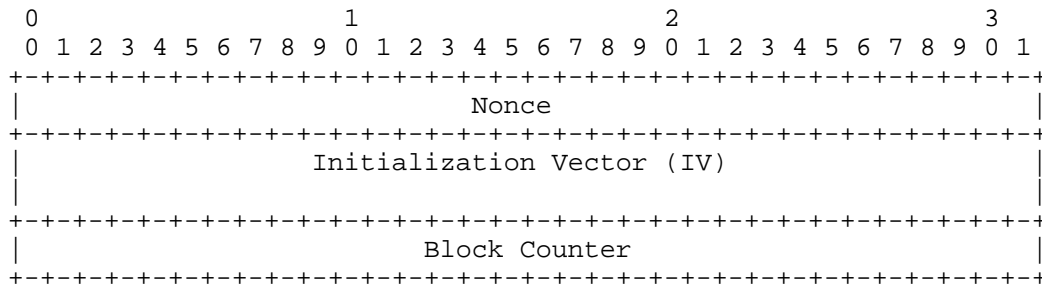 0                   1                   2                   3
 0 1 2 3 4 5 6 7 8 9 0 1 2 3 4 5 6 7 8 9 0 1 2 3 4 5 6 7 8 9 0 1
+-+-+-+-+-+-+-+-+-+-+-+-+-+-+-+-+-+-+-+-+-+-+-+-+-+-+-+-+-+-+-+-+
|                            Nonce                              |
+-+-+-+-+-+-+-+-+-+-+-+-+-+-+-+-+-+-+-+-+-+-+-+-+-+-+-+-+-+-+-+-+
|                  Initialization Vector (IV)                   |
|                                                               |
+-+-+-+-+-+-+-+-+-+-+-+-+-+-+-+-+-+-+-+-+-+-+-+-+-+-+-+-+-+-+-+-+
|                         Block Counter                         |
+-+-+-+-+-+-+-+-+-+-+-+-+-+-+-+-+-+-+-+-+-+-+-+-+-+-+-+-+-+-+-+-+